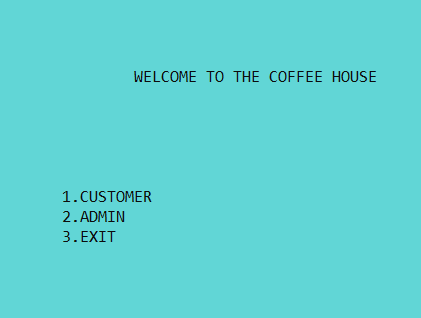 WELCOME TO THE COFFEE HOUSE
1.CUSTOMER
2.ADMIN
3.EXIT